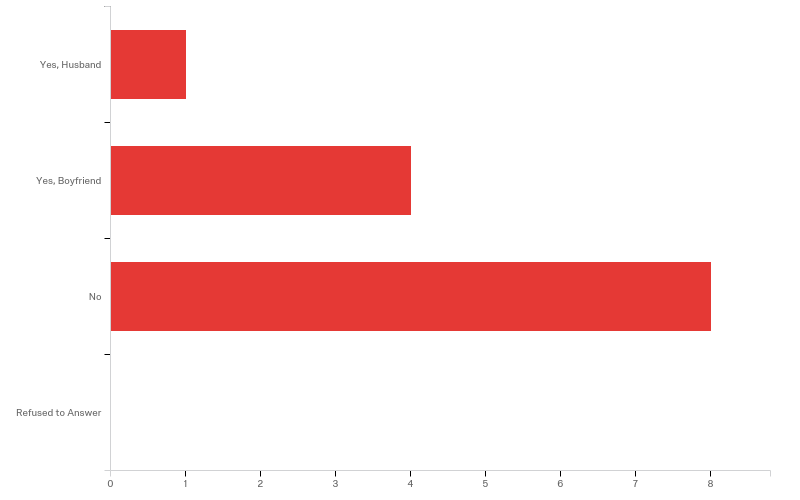 Yes, Husband
Yes, Boyfriend
No
Refused to Answer
0 1 2 3 4 5 6 7 8